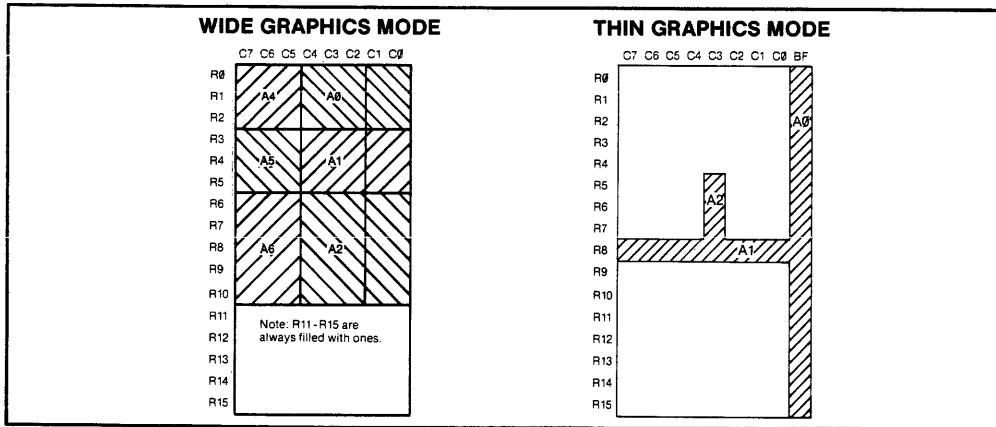 WIDE GRAPHICS MODE
C7 C6 C5 C4 C3 C2 C1 CØ
RØ
R1
R2
R3
R4
R5
R6
R7
R8
R9
R10
R11
R12
R13
R14
R15
A4 AØ
A5 A1
A6 A2
Note: R11-R15 are
always filled with ones.
THIN GRAPHICS MODE
C7 C6 C5 C4 C3 C2 C1 CØ BF
RØ
R1
R2
R3
R4
R5
R6
R7
R8
R9
R10
R11
R12
R13
R14
R15
AØ
A2
A1